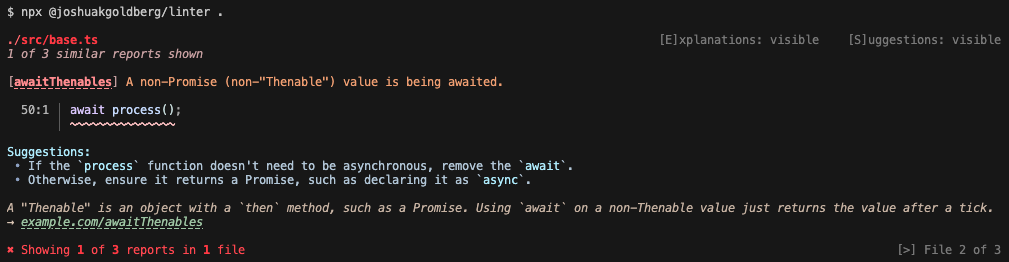 $ npx @joshuakgoldberg/linter .
./src/base.ts [E]xplanations: visible [S]uggestions: visible
1 of 3 similar reports shown
[awaitThenables] A non-Promise (non-"Thenable") value is being awaited.
50:1 await process();
Suggestions:
• If the `process` function doesn't need to be asynchronous, remove the `await`.
• Otherwise, ensure it returns a Promise, such as declaring it as `async`.
A "Thenable" is an object with a `then` method, such as a Promise. Using `await` on a non-Thenable value just returns the value after a tick.
→ example.com/awaitThenables
✖ Showing 1 of 3 reports in 1 file [>] File 2 of 3